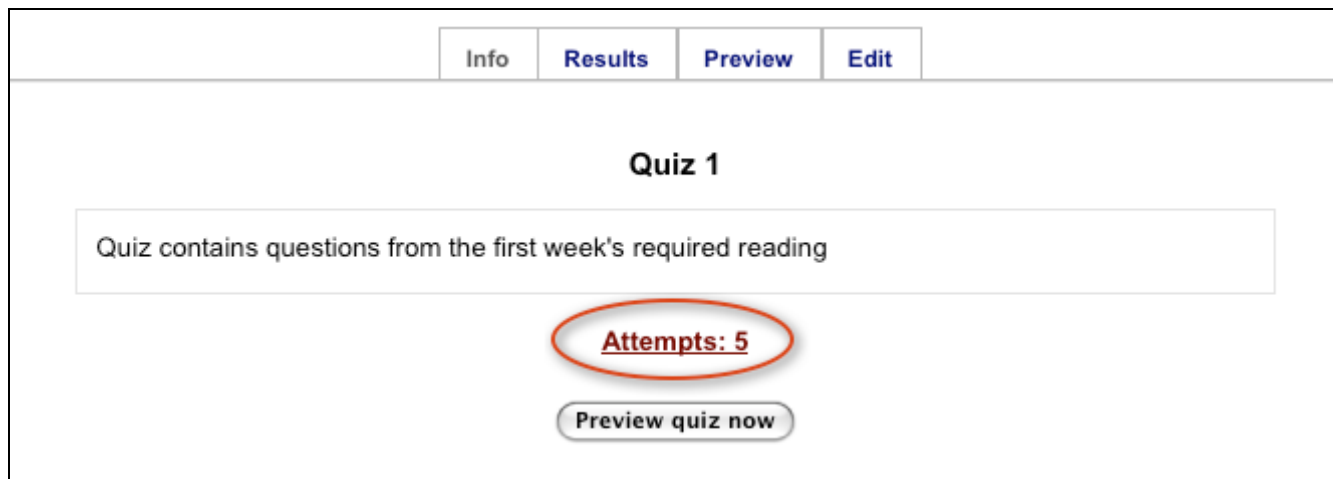 Info Results Preview Edit
Quiz 1
Quiz contains questions from the first week's required reading
Attempts: 5
Preview quiz now